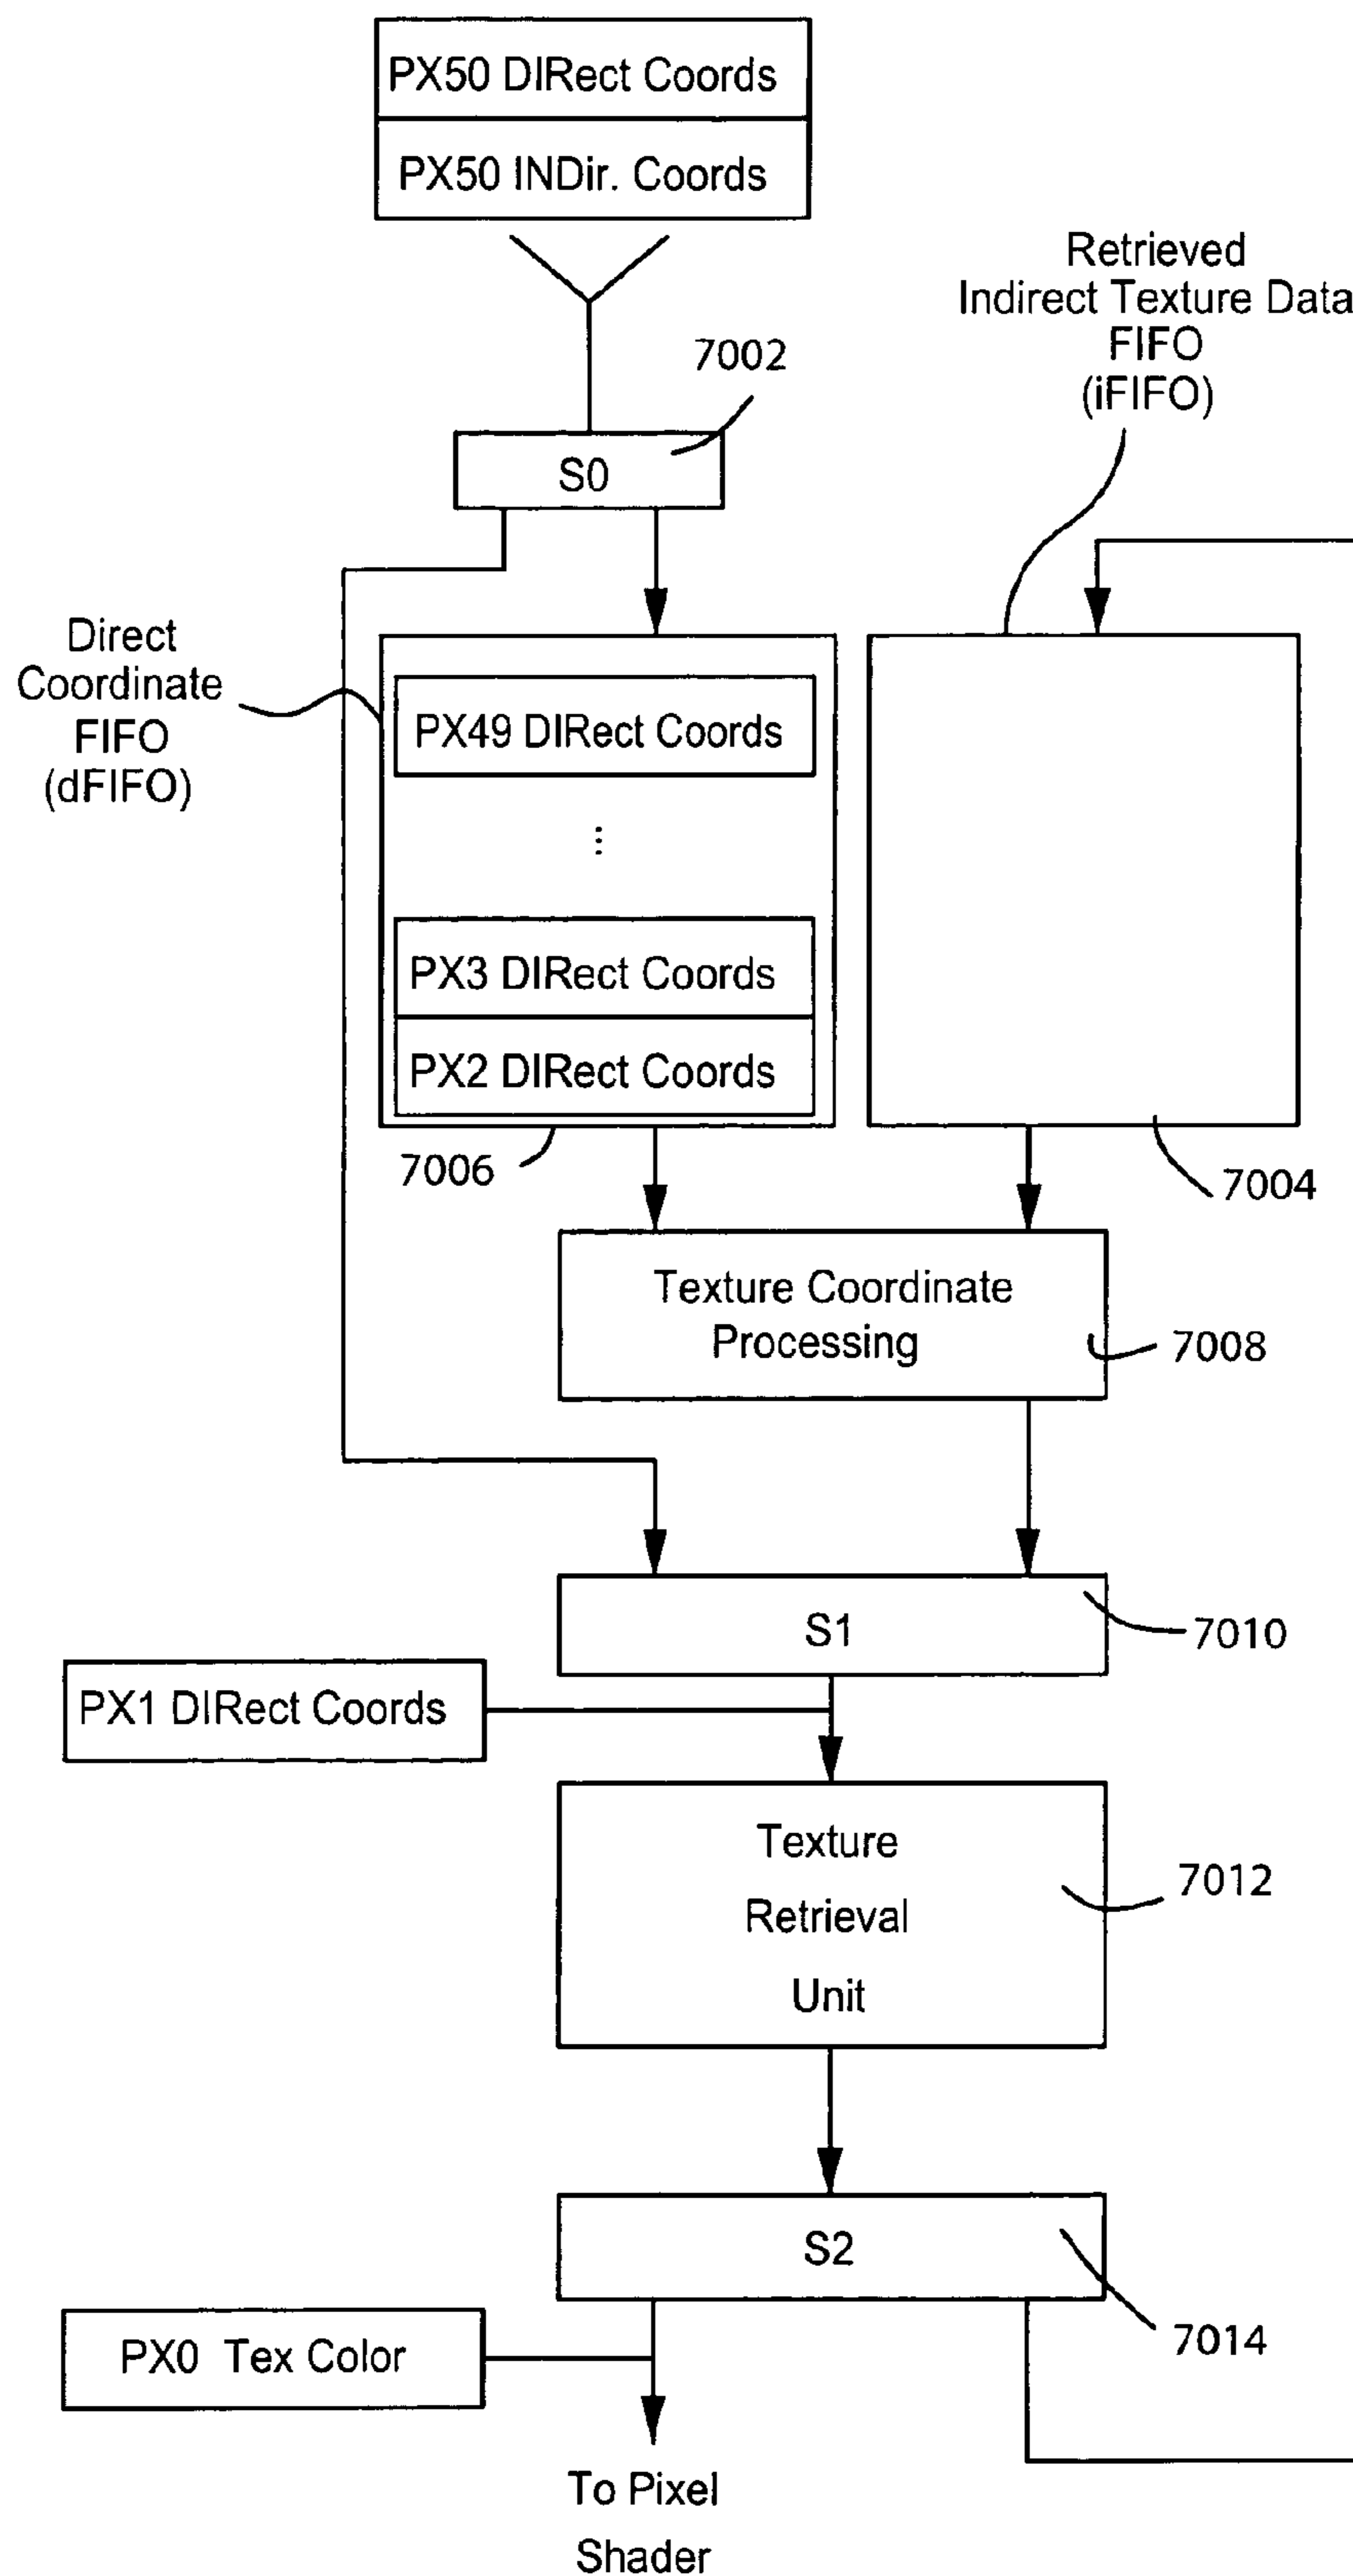 PX50 DIRect Coords
PX50 INDir. Coords
Retrieved
Indirect Texture Data
FIFO
(iFIFO)
7002
S0
Direct
Coordinate
FIFO
(dFIFO)
PX49 DIRect Coords
⋮
PX3 DIRect Coords
PX2 DIRect Coords
7006
7004
Texture Coordinate
Processing
7008
S1
7010
PX1 DIRect Coords
Texture
Retrieval
Unit
7012
S2
7014
PX0 Tex Color
To Pixel
Shader